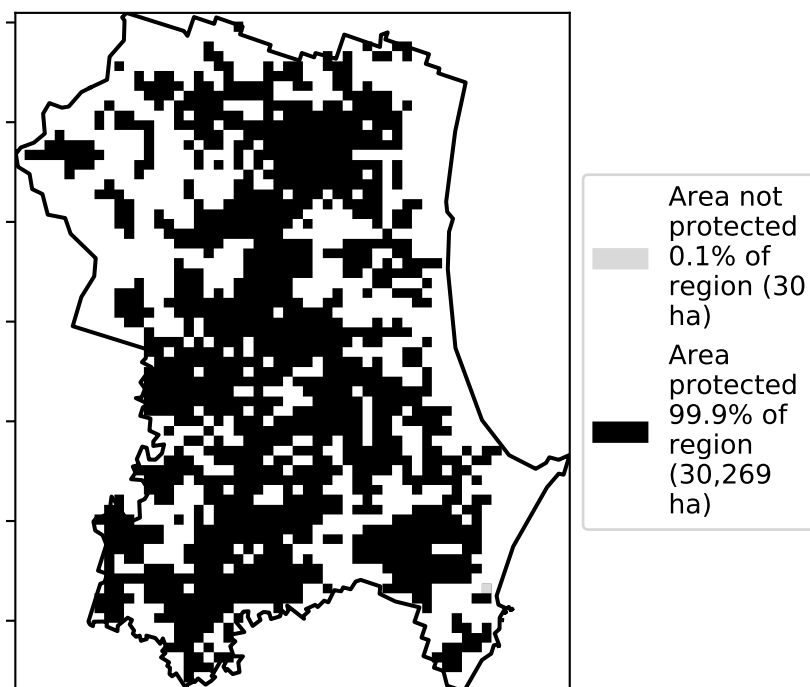 Area not
protected
0.1% of
region (30
ha)
Area
protected
99.9% of
region
(30,269
ha)